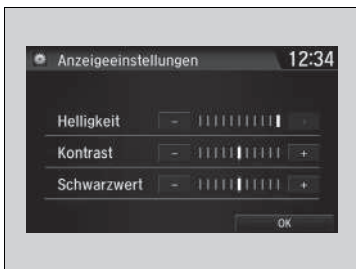 Anzeigeeinstellungen 12:34
Helligkeit - +
Kontrast - +
Schwarzwert - +
OK